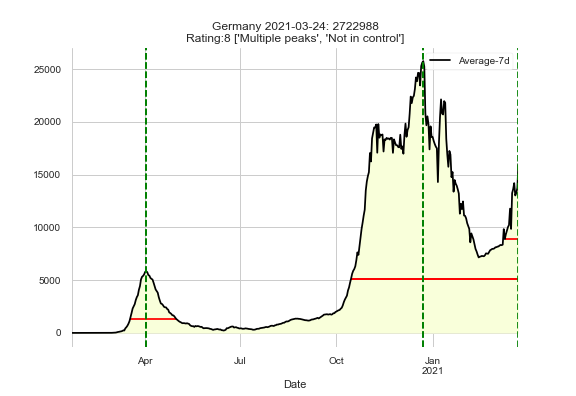 Germany 2021-03-24: 2722988
Rating:8 ['Multiple peaks', 'Not in control']
Average-7d
25000
20000
15000
10000
5000
0
Apr
Jul
Oct
Jan
2021
Date